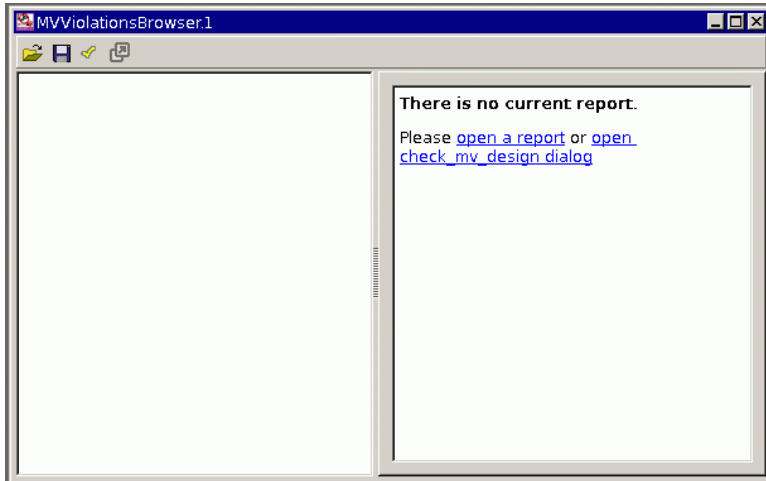 MVViolationsBrowser.1
There is no current report.
Please open a report or open
check_mv_design dialog